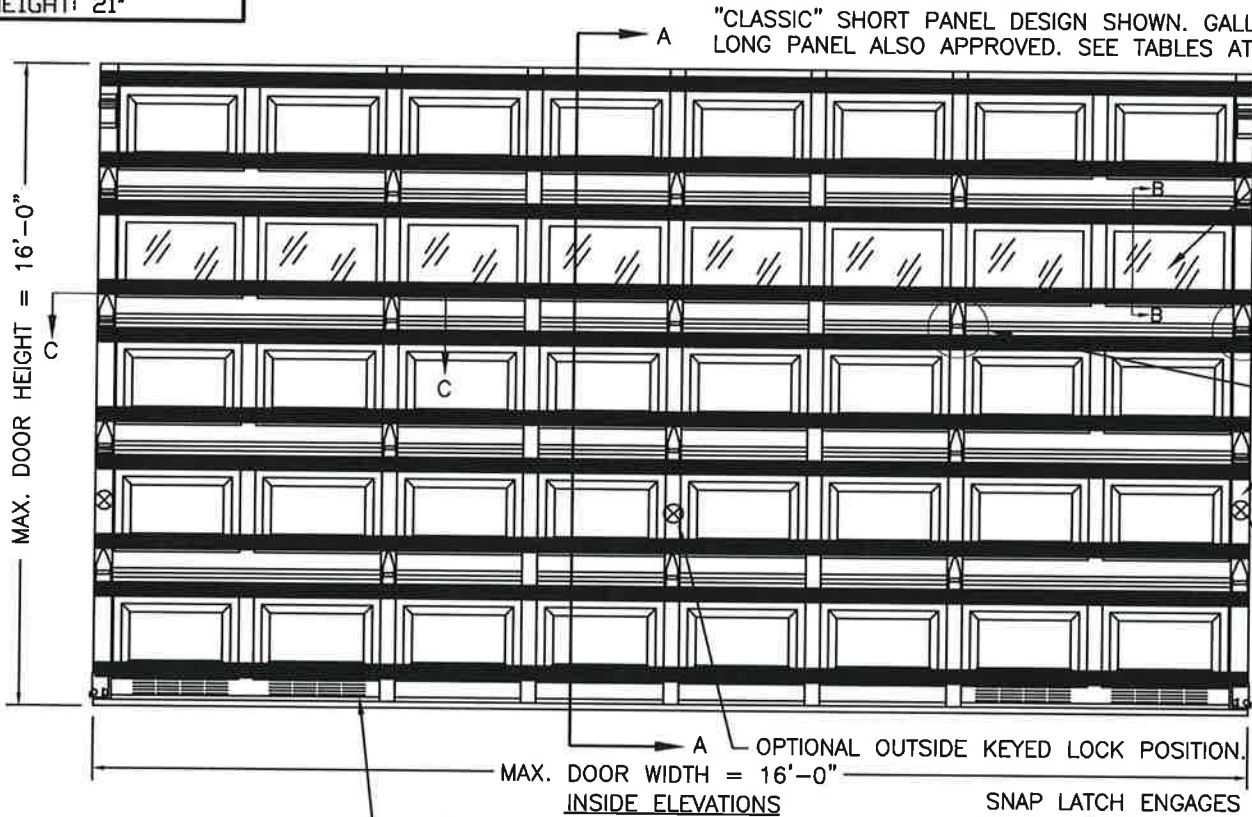 HEIGHT: 21"
"CLASSIC" SHORT PANEL DESIGN SHOWN. GALL
LONG PANEL ALSO APPROVED. SEE TABLES AT
A
MAX. DOOR HEIGHT = 16'-0"
B
B
C
C
A
OPTIONAL OUTSIDE KEYED LOCK POSITION.
MAX. DOOR WIDTH = 16'-0"
INSIDE ELEVATIONS
SNAP LATCH ENGAGES